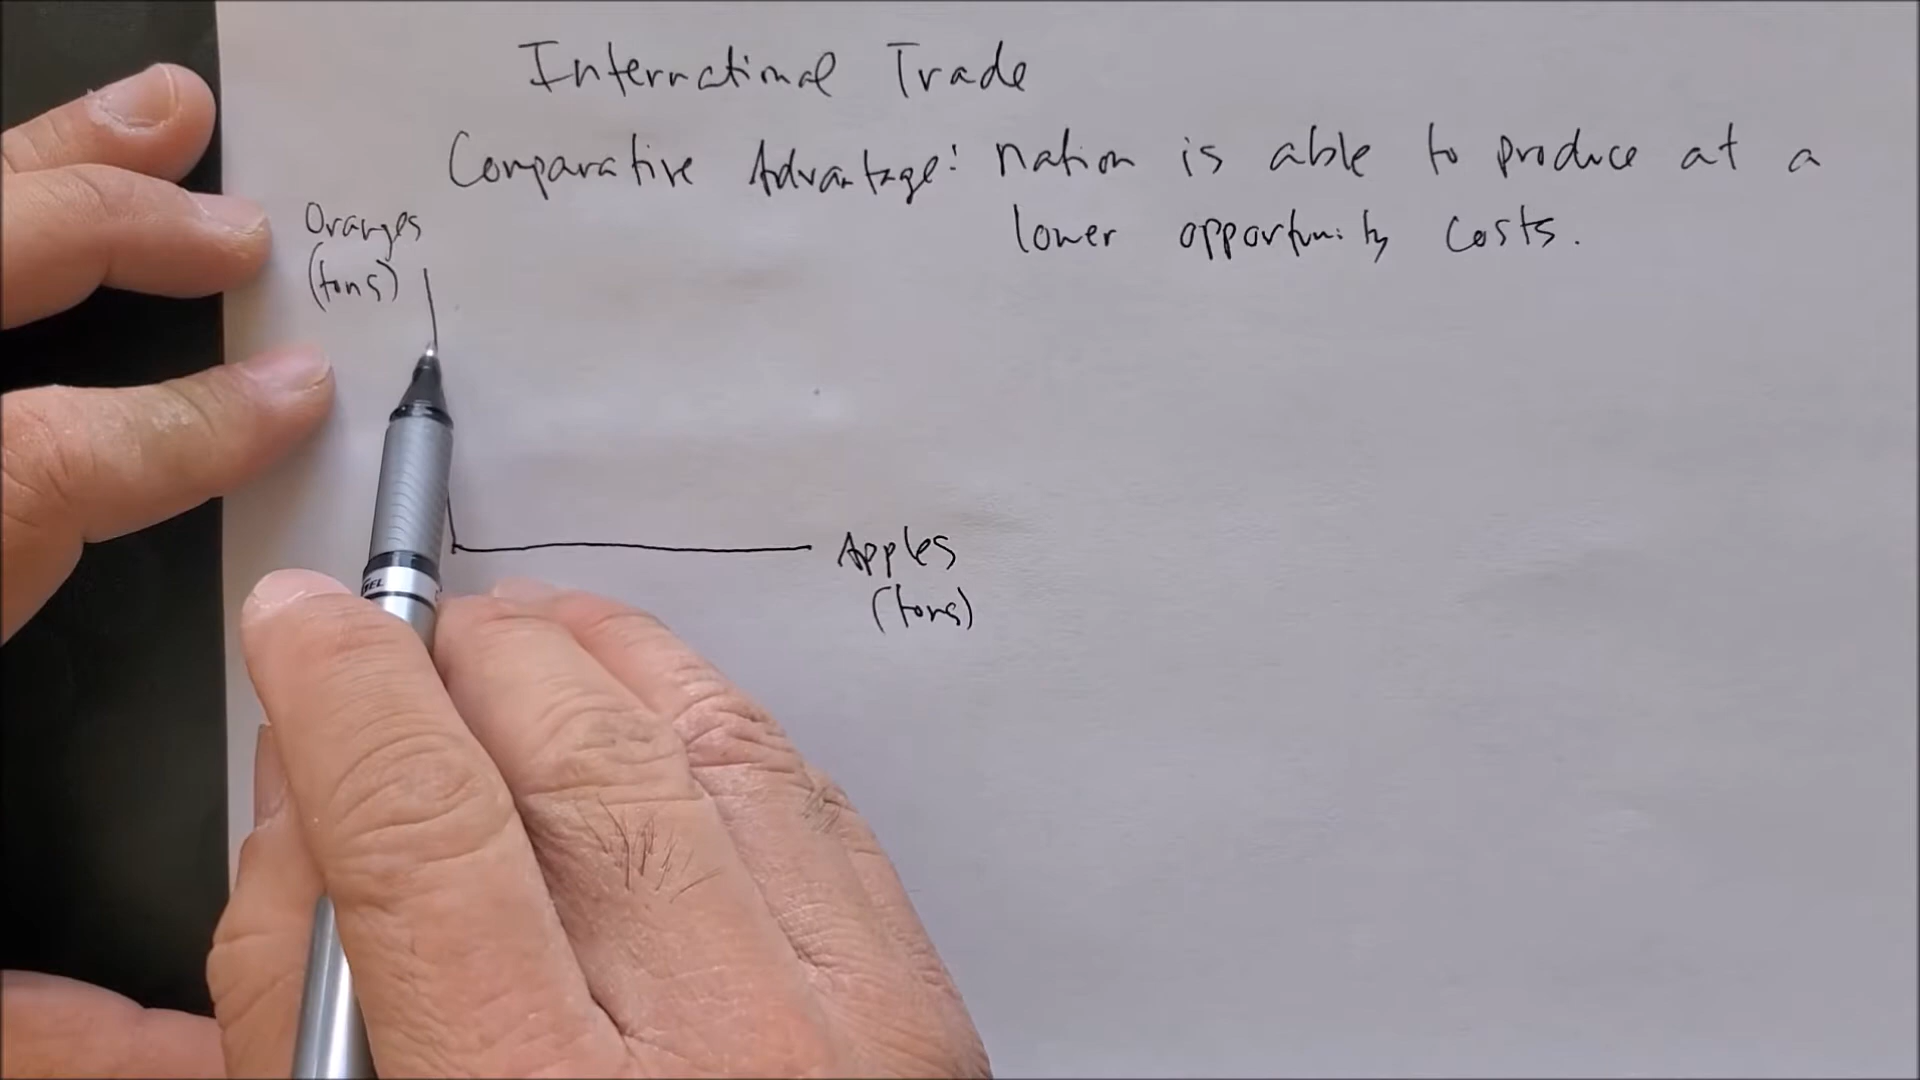 International Trade
Comparative Advantage: nation is able to produce at a
lower opportunity costs.
Oranges
(tons)
Apples
(tons)